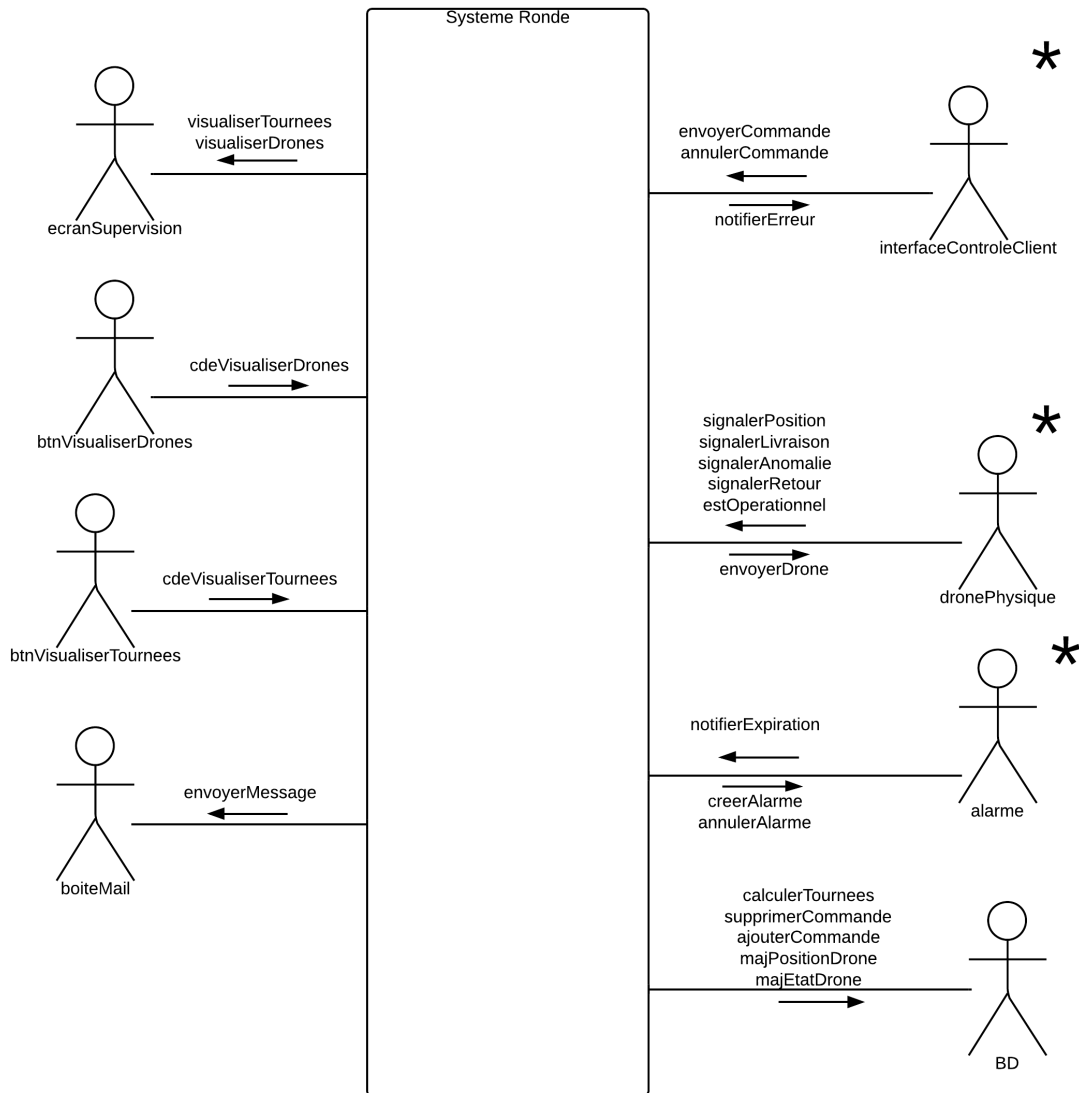 Systeme Ronde
visualiserTournees
visualiserDrones
ecranSupervision
cdeVisualiserDrones
btnVisualiserDrones
cdeVisualiserTournees
btnVisualiserTournees
envoyerMessage
boiteMail
*
envoyerCommande
annulerCommande
notifierErreur
interfaceControleClient
*
signalerPosition
signalerLivraison
signalerAnomalie
signalerRetour
estOperationnel
envoyerDrone
dronePhysique
*
notifierExpiration
creerAlarme
annulerAlarme
alarme
calculerTournees
supprimerCommande
ajouterCommande
majPositionDrone
majEtatDrone
BD